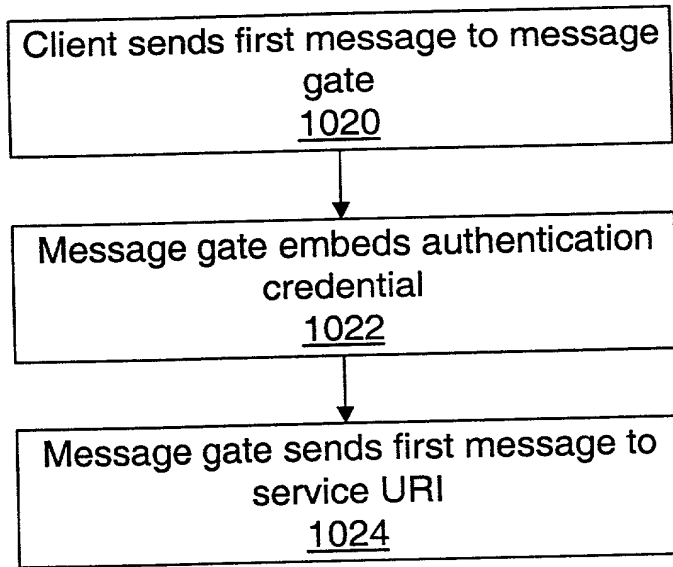 Client sends first message to message
gate
1020
Message gate embeds authentication
credential
1022
Message gate sends first message to
service URI
1024